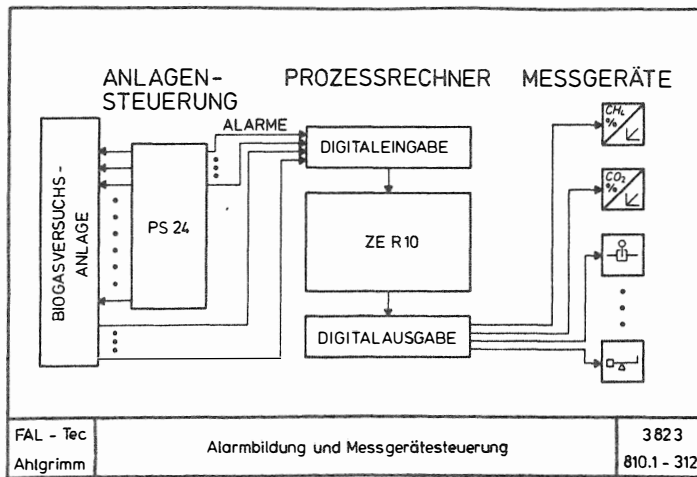 ANLAGEN-
STEUERUNG
PROZESSRECHNER
MESSGERÄTE
ALARME
BIOGASVERSUCHS-
ANLAGE
PS 24
DIGITALEINGABE
ZE R10
DIGITALAUSGABE
CH₄
%
CO₂
%
FAL - Tec
Ahlgrimm
Alarmbildung und Messgerätesteuerung
3823
810.1 - 312